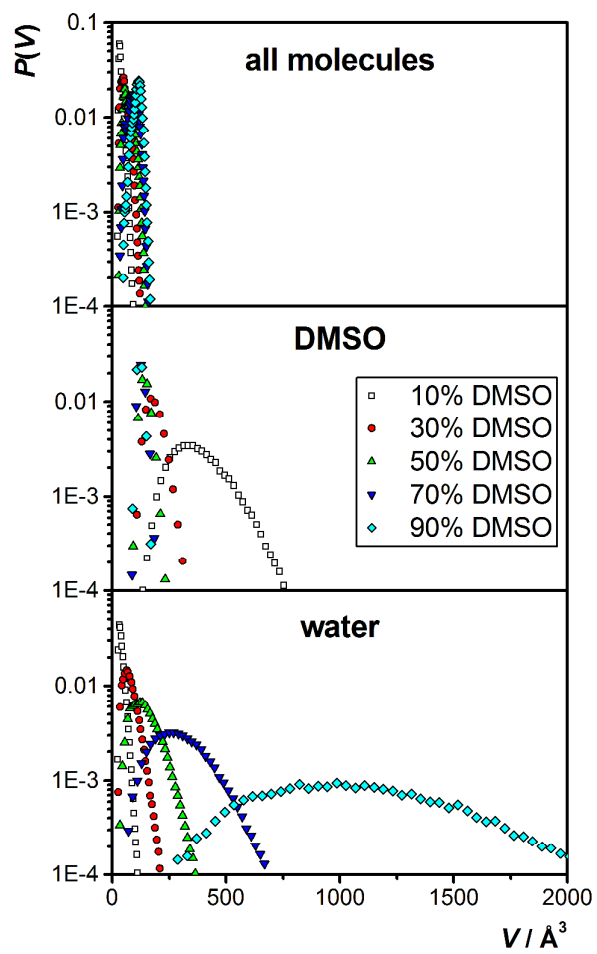 P(V)
0.1
all molecules
0.01
1E-3
1E-4
DMSO
0.01
10% DMSO
30% DMSO
50% DMSO
70% DMSO
90% DMSO
1E-3
1E-4
water
0.01
1E-3
1E-4
0 500 1000 1500 2000
V / Å³